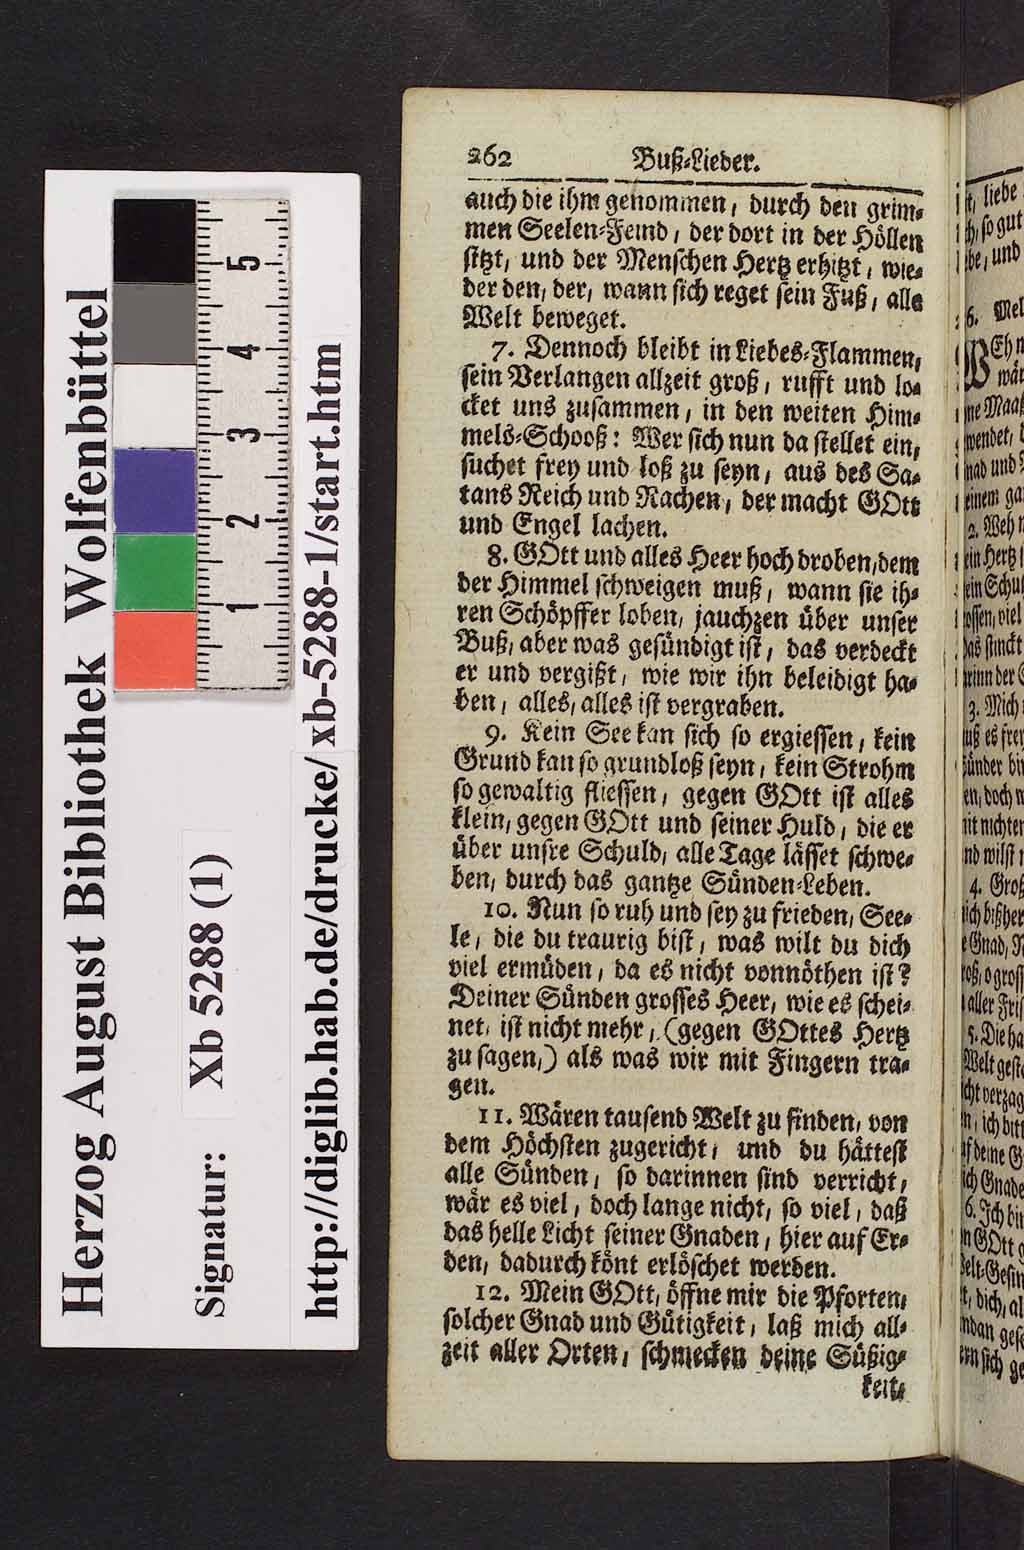 262 Buß-Lieder.
auch die ihm genommen, durch den grim-
men Seelen-Feind, der dort in der Höllen
sitzt, und der Menschen Hertz erhitzt, wie-
der den, der, wann sich reget sein Fuß, alle
Welt beweget.
7. Dennoch bleibt in Liebes-Flammen,
sein Verlangen allzeit groß, rufft und lo-
cket uns zusammen, in den weiten Him-
mels-Schooß: Wer sich nun da stellet ein,
suchet frey und loß zu seyn, aus des Sa-
tans Reich und Rachen, der macht GOtt
und Engel lachen.
8. GOtt und alles Heer hoch droben, dem
der Himmel schweigen muß, wann sie ih-
ren Schöpffer loben, jauchzen über unser
Buß, aber was gesündigt ist, das verdeckt
er und vergißt, wie wir ihn beleidigt ha-
ben, alles, alles ist vergraben.
9. Kein See kan sich so ergiessen, kein
Grund kan so grundloß seyn, kein Strohm
so gewaltig fliessen, gegen GOtt ist alles
klein, gegen GOtt und seiner Huld, die er
über unsre Schuld, alle Tage lässet schwe-
ben, durch das gantze Sünden-Leben.
10. Nun so ruh und sey zu frieden, See-
le, die du traurig bist, was wilt du dich
viel ermüden, da es nicht vonnöthen ist?
Deiner Sünden grosses Heer, wie es schei-
net, ist nicht mehr, (gegen GOttes Hertz
zu sagen,) als was wir mit Fingern tra-
gen.
11. Wären tausend Welt zu finden, von
dem Höchsten zugericht, und du hättest
alle Sünden, so darinnen sind verricht,
wär es viel, doch lange nicht, so viel, daß
das helle Licht seiner Gnaden, hier auf Er-
den, dadurch könt erlöschet werden.
12. Mein GOtt, öffne mir die Pforten,
solcher Gnad und Gütigkeit, laß mich all-
zeit aller Orten, schmecken deine Süßig-
keit,
Herzog August Bibliothek Wolfenbüttel
Signatur: Xb 5288 (1)
http://diglib.hab.de/drucke/xb-5288-1/start.htm
5
4
3
2
1